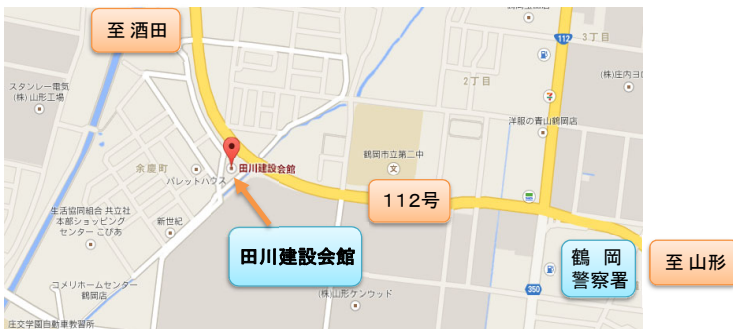 至 酒田
112
3丁目
スタンレー電気
(株)山形工場
2丁目
(株)庄内ヨ
洋服の青山鶴岡店
鶴岡市立第二中
文
余慶町
パレットハウス
田川建設会館
112号
生活協同組合 共立社
本部ショッピング
センター こぴあ
新世紀
田川建設会館
鶴 岡
警察署
至 山形
コメリホームセンター
鶴岡店
(株)山形ケンウッド
350
庄交学園自動車教習所